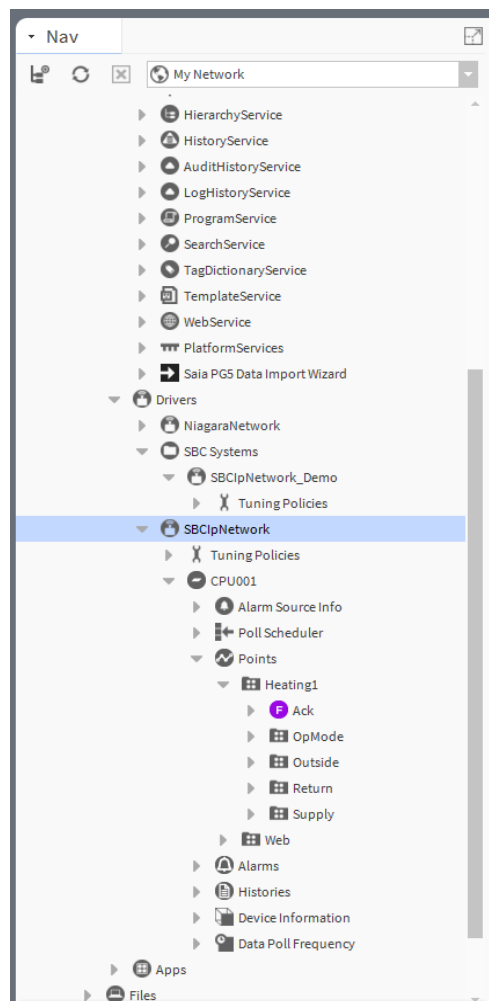 Nav
My Network
HierarchyService
HistoryService
AuditHistoryService
LogHistoryService
ProgramService
SearchService
TagDictionaryService
TemplateService
WebService
PlatformServices
Saia PG5 Data Import Wizard
Drivers
NiagaraNetwork
SBC Systems
SBCIpNetwork_Demo
Tuning Policies
SBCIpNetwork
Tuning Policies
CPU001
Alarm Source Info
Poll Scheduler
Points
Heating1
F Ack
OpMode
Outside
Return
Supply
Web
Alarms
Histories
Device Information
Data Poll Frequency
Apps
Files